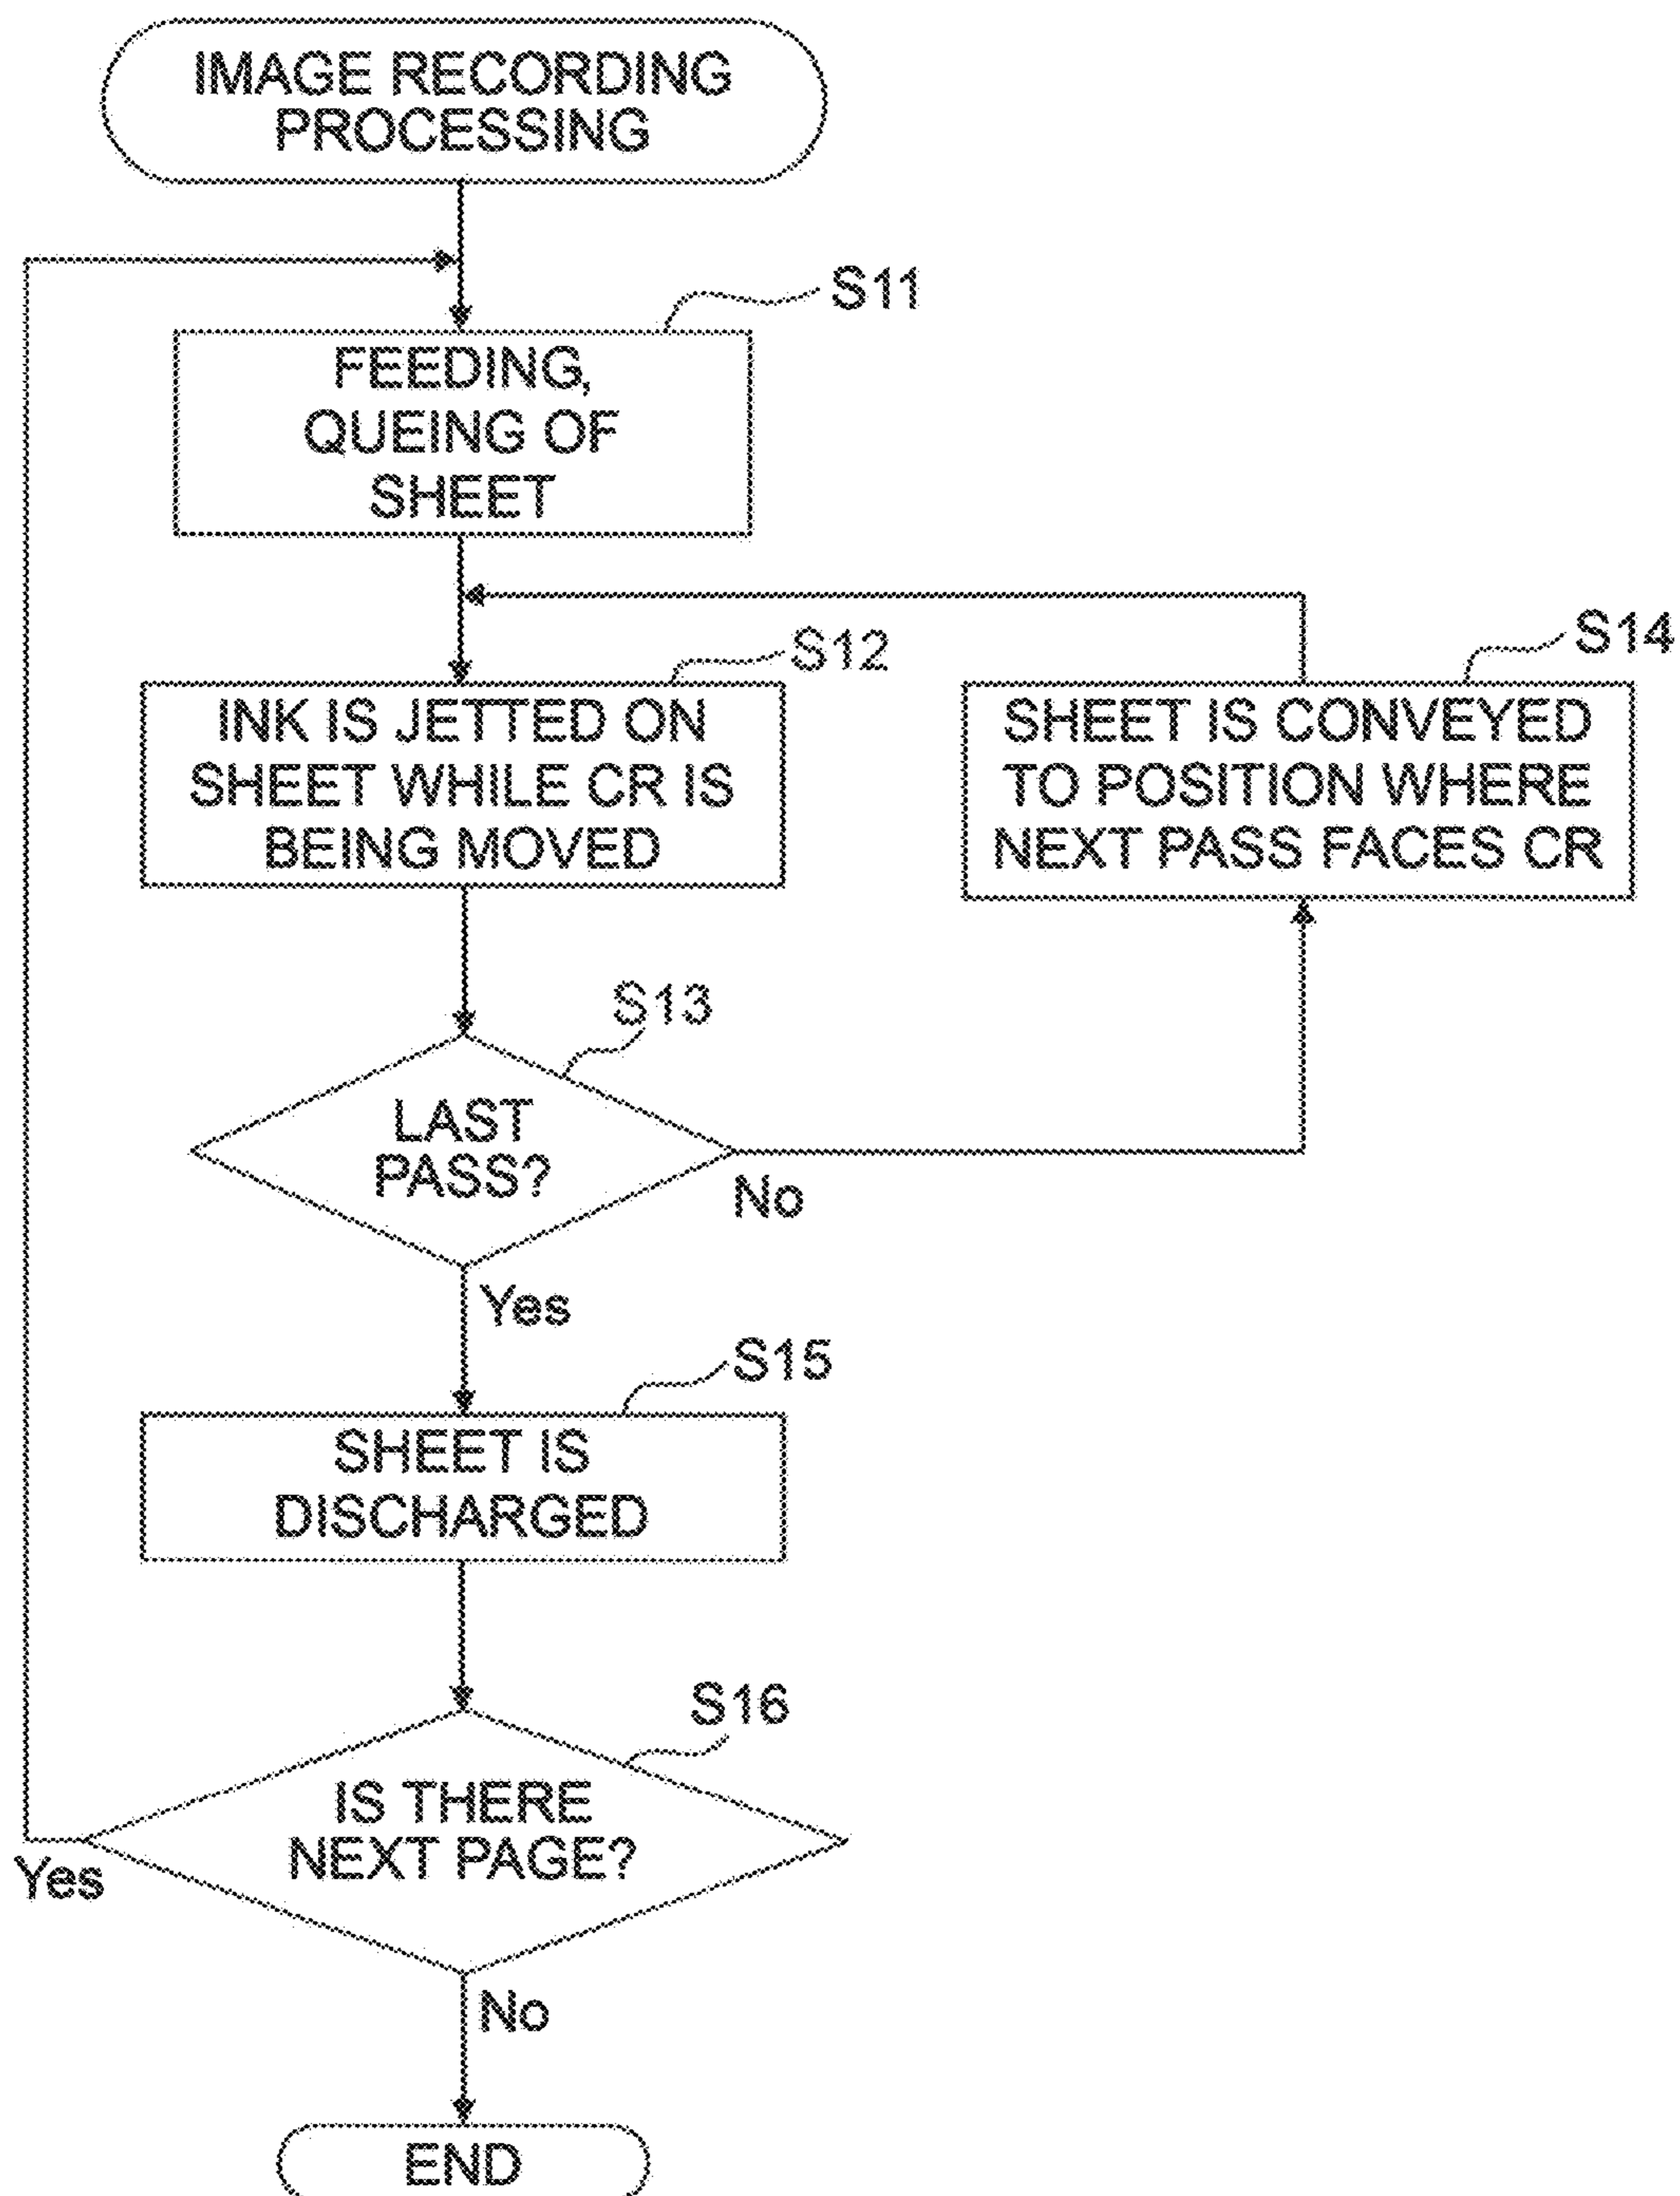 IMAGE RECORDING
PROCESSING
S11
FEEDING,
QUEING OF
SHEET
S12
INK IS JETTED ON
SHEET WHILE CR IS
BEING MOVED
S14
SHEET IS CONVEYED
TO POSITION WHERE
NEXT PASS FACES CR
S13
LAST
PASS?
No
Yes
S15
SHEET IS
DISCHARGED
S16
IS THERE
NEXT PAGE?
Yes
No
END